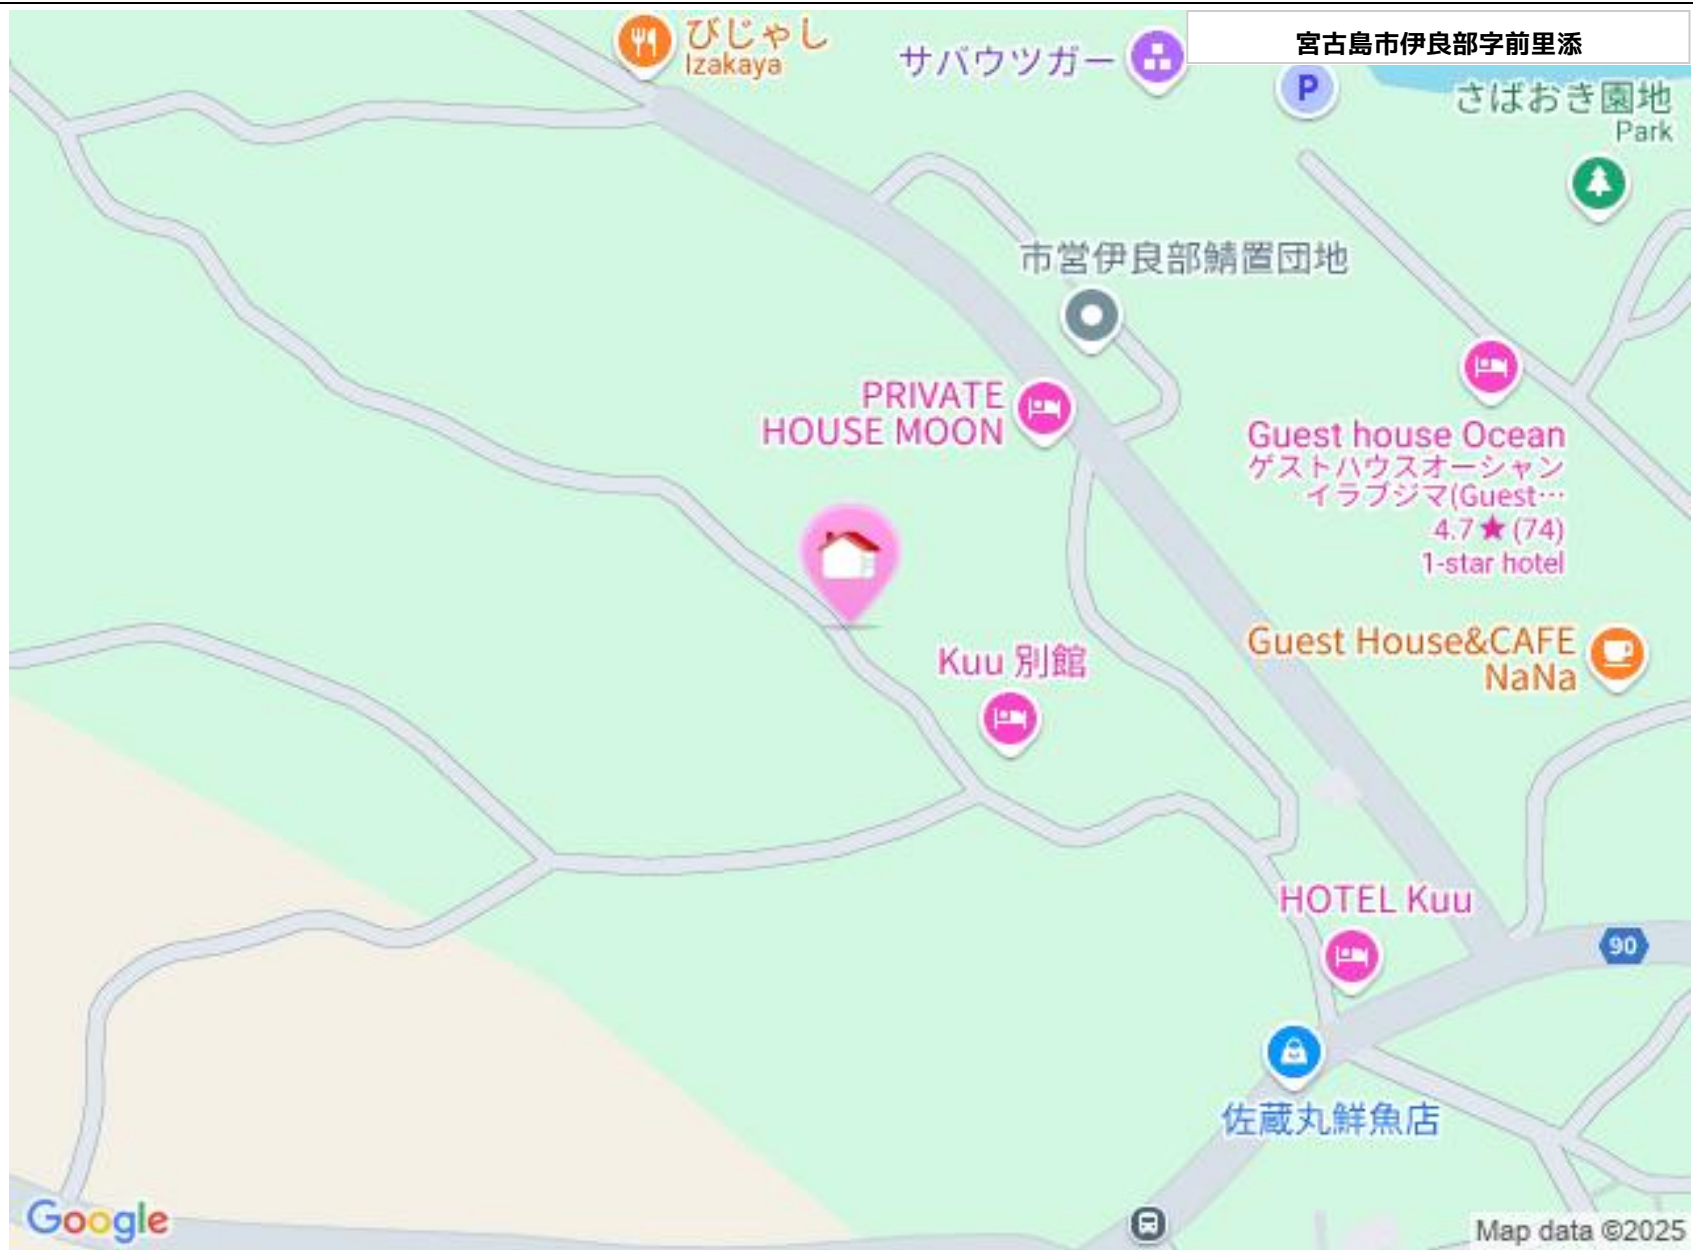 びじゃし
Izakaya
サバウツガー
宮古島市伊良部字前里添
P
さばおき園地
Park
市営伊良部鯖置団地
PRIVATE
HOUSE MOON
Guest house Ocean
ゲストハウスオーシャン
イラブジマ(Guest…
4.7★(74)
1-star hotel
Kuu 別館
Guest House&CAFE
NaNa
HOTEL Kuu
90
佐蔵丸鮮魚店
Google
Map data ©2025